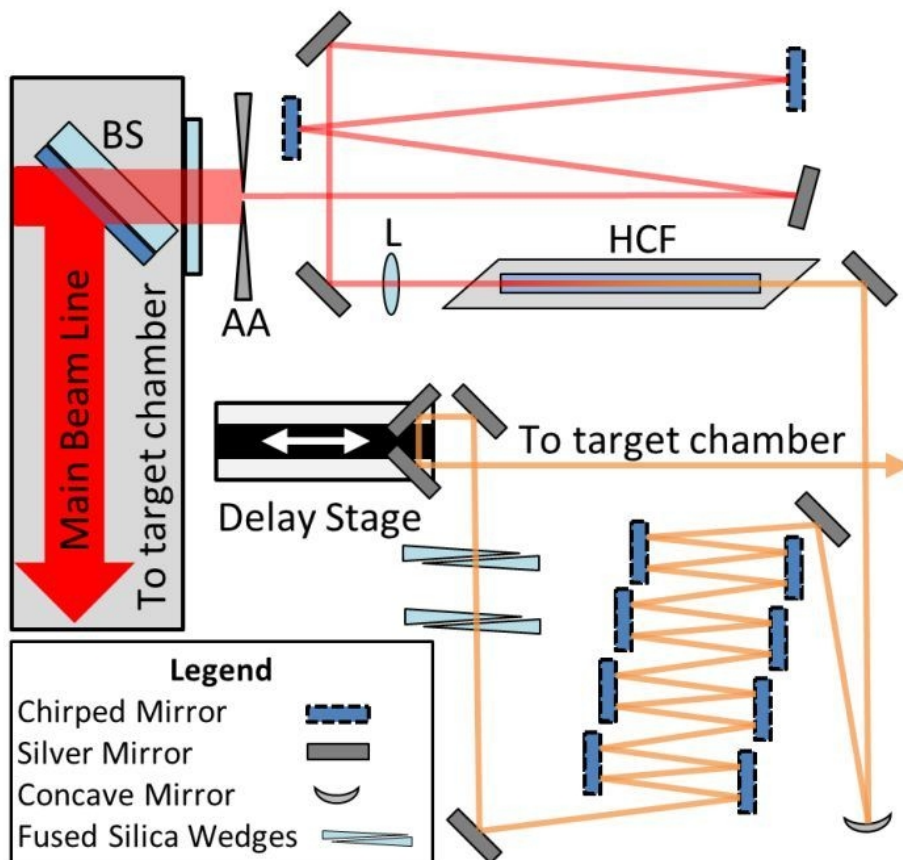 BS
AA
L
HCF
Main Beam Line
To target chamber
To target chamber
Delay Stage
Legend
Chirped Mirror
Silver Mirror
Concave Mirror
Fused Silica Wedges